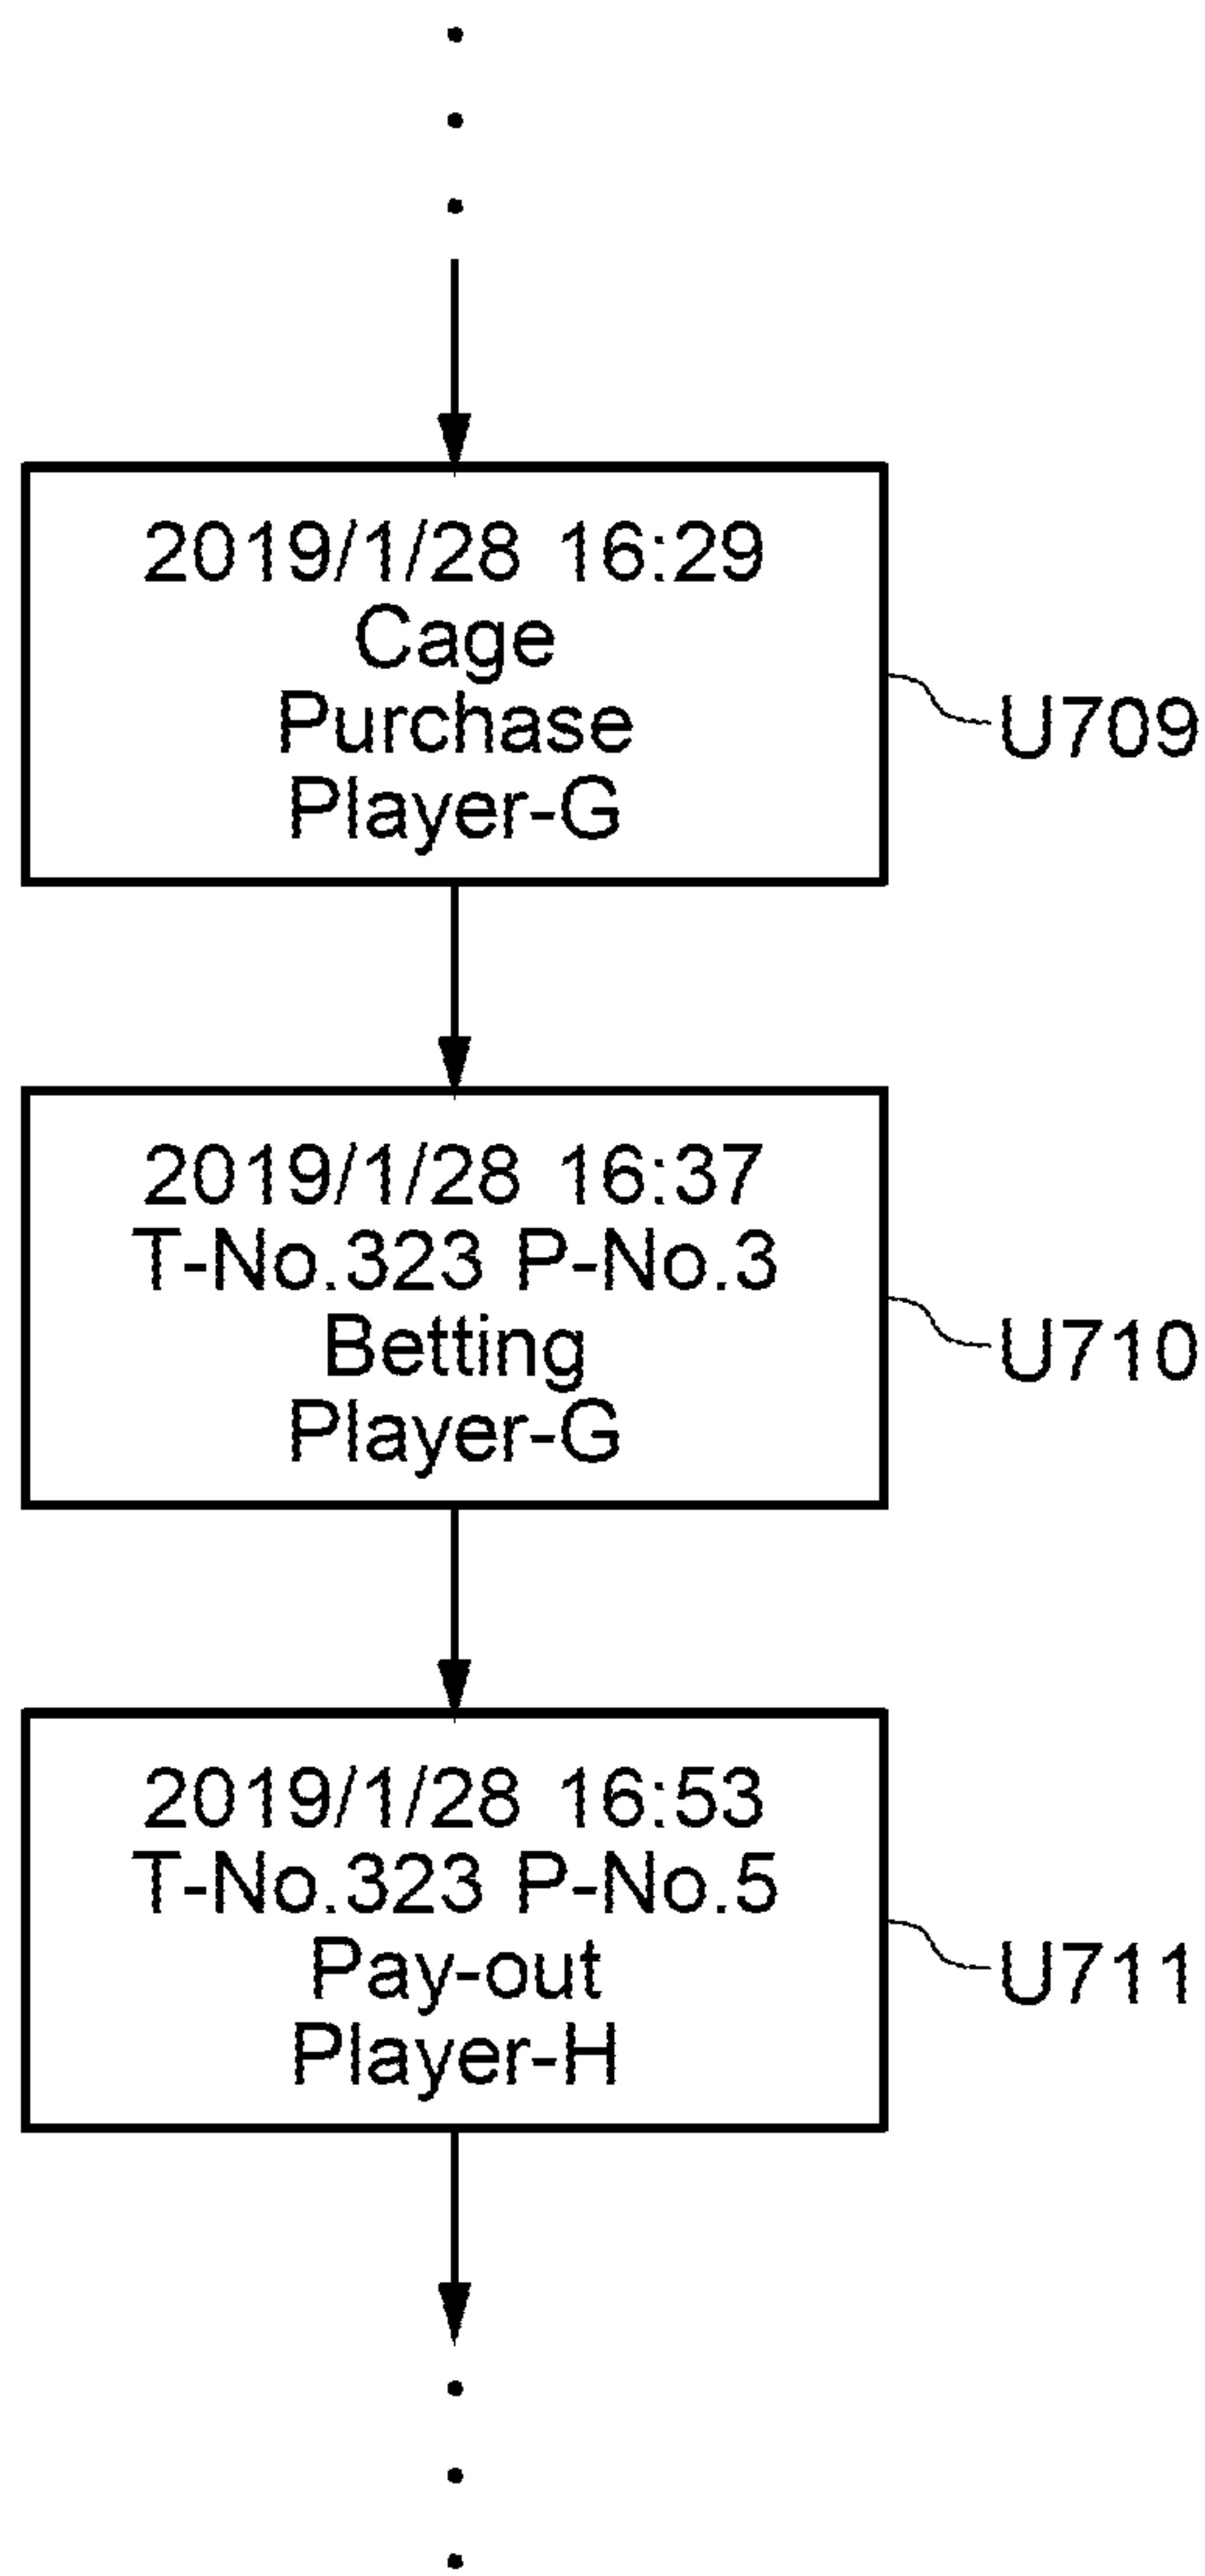 2019/1/28 16:29
Cage
Purchase
Player-G
U709
2019/1/28 16:37
T-No.323 P-No.3
Betting
Player-G
U710
2019/1/28 16:53
T-No.323 P-No.5
Pay-out
Player-H
U711